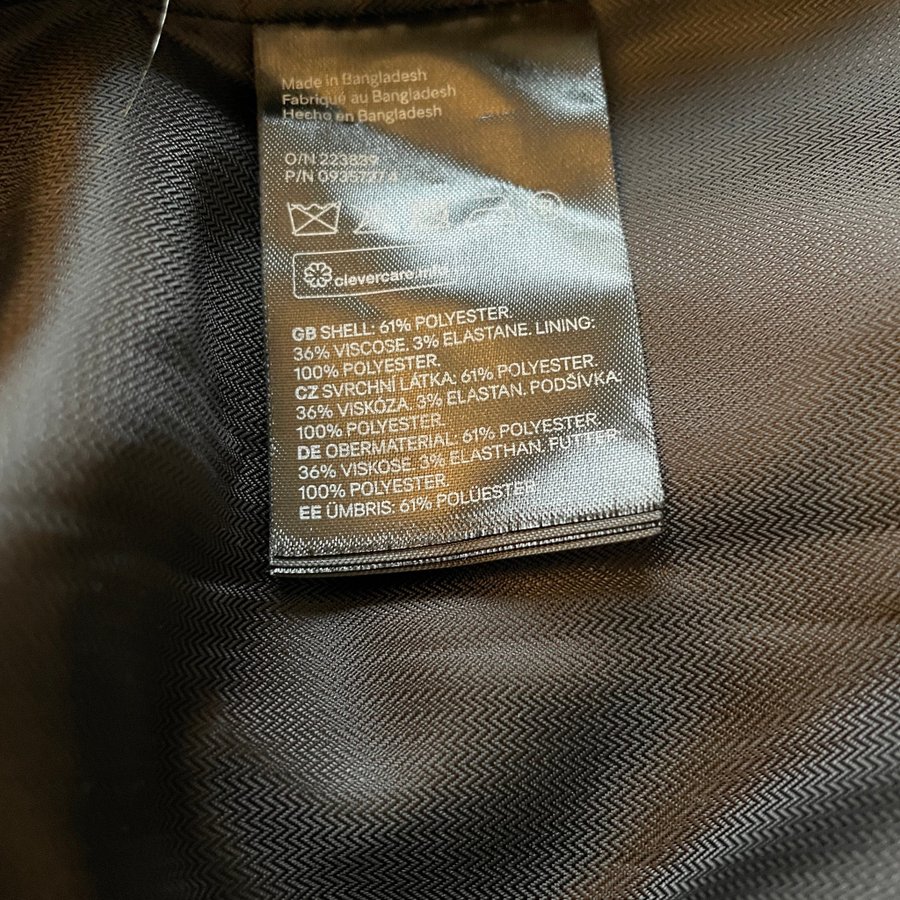 Made in Bangladesh
Fabriqué au Bangladesh
Hecho en Bangladesh
O/N 223839
P/N
clevercare.info
GB SHELL: 61% POLYESTER.
36% VISCOSE. 3% ELASTANE. LINING:
100% POLYESTER.
CZ SVRCHNÍ LÁTKA: 61% POLYESTER.
36% VISKÓZA. 3% ELASTAN. PODŠÍVKA:
100% POLYESTER.
DE OBERMATERIAL: 61% POLYESTER.
36% VISKOSE. 3% ELASTHAN. FUTTER:
100% POLYESTER.
EE ÜMBRIS: 61% POLÜESTER.